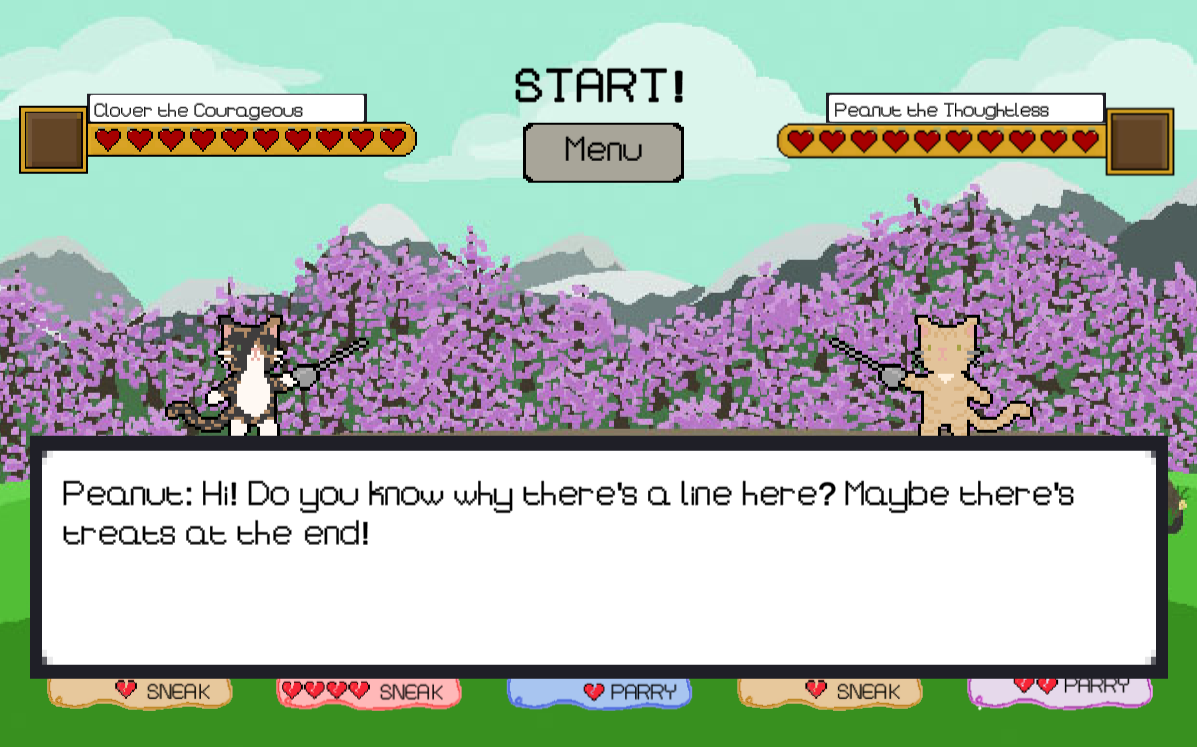 START!
Clover the Courageous
Peanut the Thoughtless
Menu
Peanut: Hi! Do you know why there's a line here? Maybe there's
treats at the end!
SNEAK
SNEAK
PARRY
SNEAK
PARRY